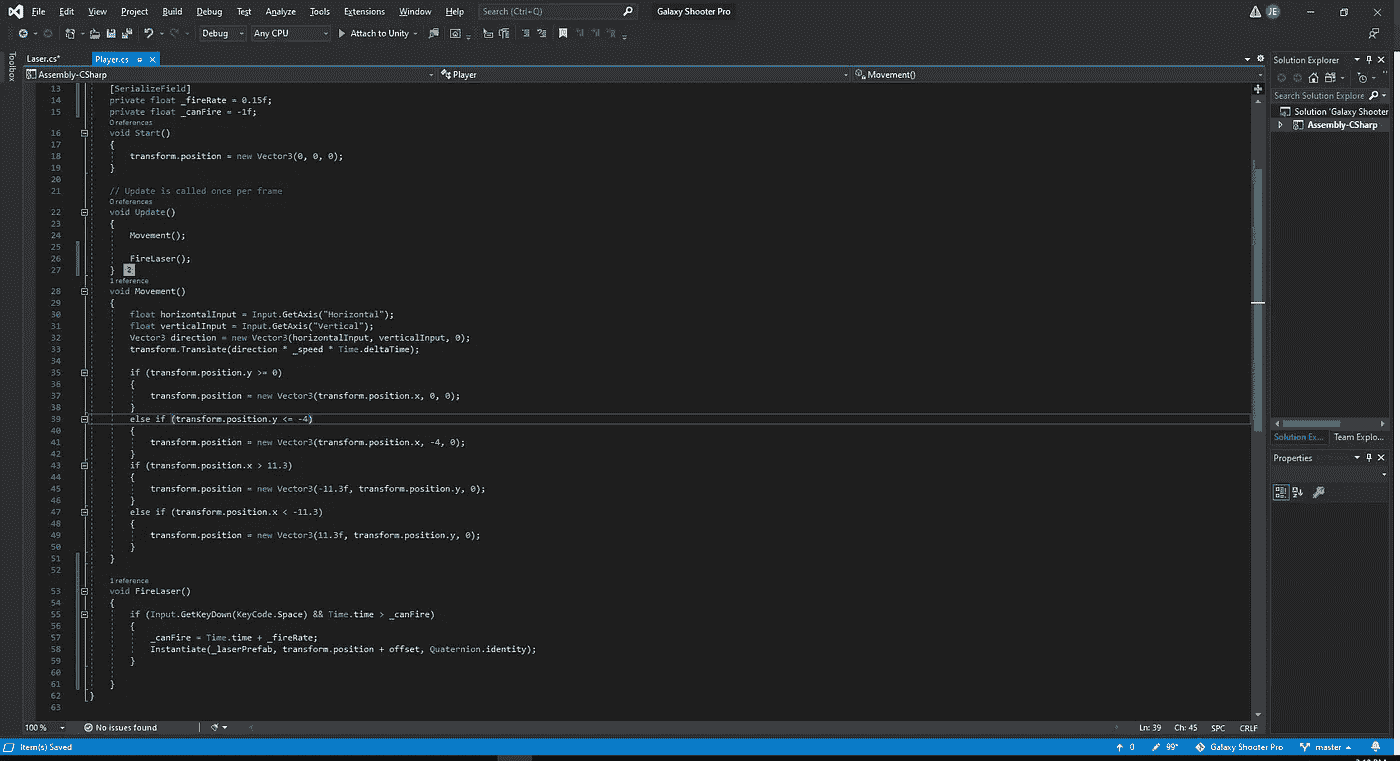 File Edit View Project Build Debug Test Analyze Tools Extensions Window Help Search (Ctrl+Q) Galaxy Shooter Pro JE
Debug Any CPU Attach to Unity
Toolbox
Laser.cs* Player.cs
Assembly-CSharp Player Movement()
13 [SerializeField]
14 private float _fireRate = 0.15f;
15 private float _canFire = -1f;
0 references
16 void Start()
17 {
18 transform.position = new Vector3(0, 0, 0);
19 }
20
21 // Update is called once per frame
0 references
22 void Update()
23 {
24 Movement();
25
26 FireLaser();
27 } 2
1 reference
28 void Movement()
29 {
30 float horizontalInput = Input.GetAxis("Horizontal");
31 float verticalInput = Input.GetAxis("Vertical");
32 Vector3 direction = new Vector3(horizontalInput, verticalInput, 0);
33 transform.Translate(direction * _speed * Time.deltaTime);
34
35 if (transform.position.y >= 0)
36 {
37 transform.position = new Vector3(transform.position.x, 0, 0);
38 }
39 else if (transform.position.y <= -4)
40 {
41 transform.position = new Vector3(transform.position.x, -4, 0);
42 }
43 if (transform.position.x > 11.3)
44 {
45 transform.position = new Vector3(-11.3f, transform.position.y, 0);
46 }
47 else if (transform.position.x < -11.3)
48 {
49 transform.position = new Vector3(11.3f, transform.position.y, 0);
50 }
51 }
52
1 reference
53 void FireLaser()
54 {
55 if (Input.GetKeyDown(KeyCode.Space) && Time.time > _canFire)
56 {
57 _canFire = Time.time + _fireRate;
58 Instantiate(_laserPrefab, transform.position + offset, Quaternion.identity);
59 }
60
61 }
62 }
63
Solution Explorer
Search Solution Explore
Solution 'Galaxy Shooter
Assembly-CSharp
Solution Ex... Team Explo...
Properties
100 % No issues found Ln: 39 Ch: 45 SPC CRLF
Item(s) Saved 0 99* Galaxy Shooter Pro master